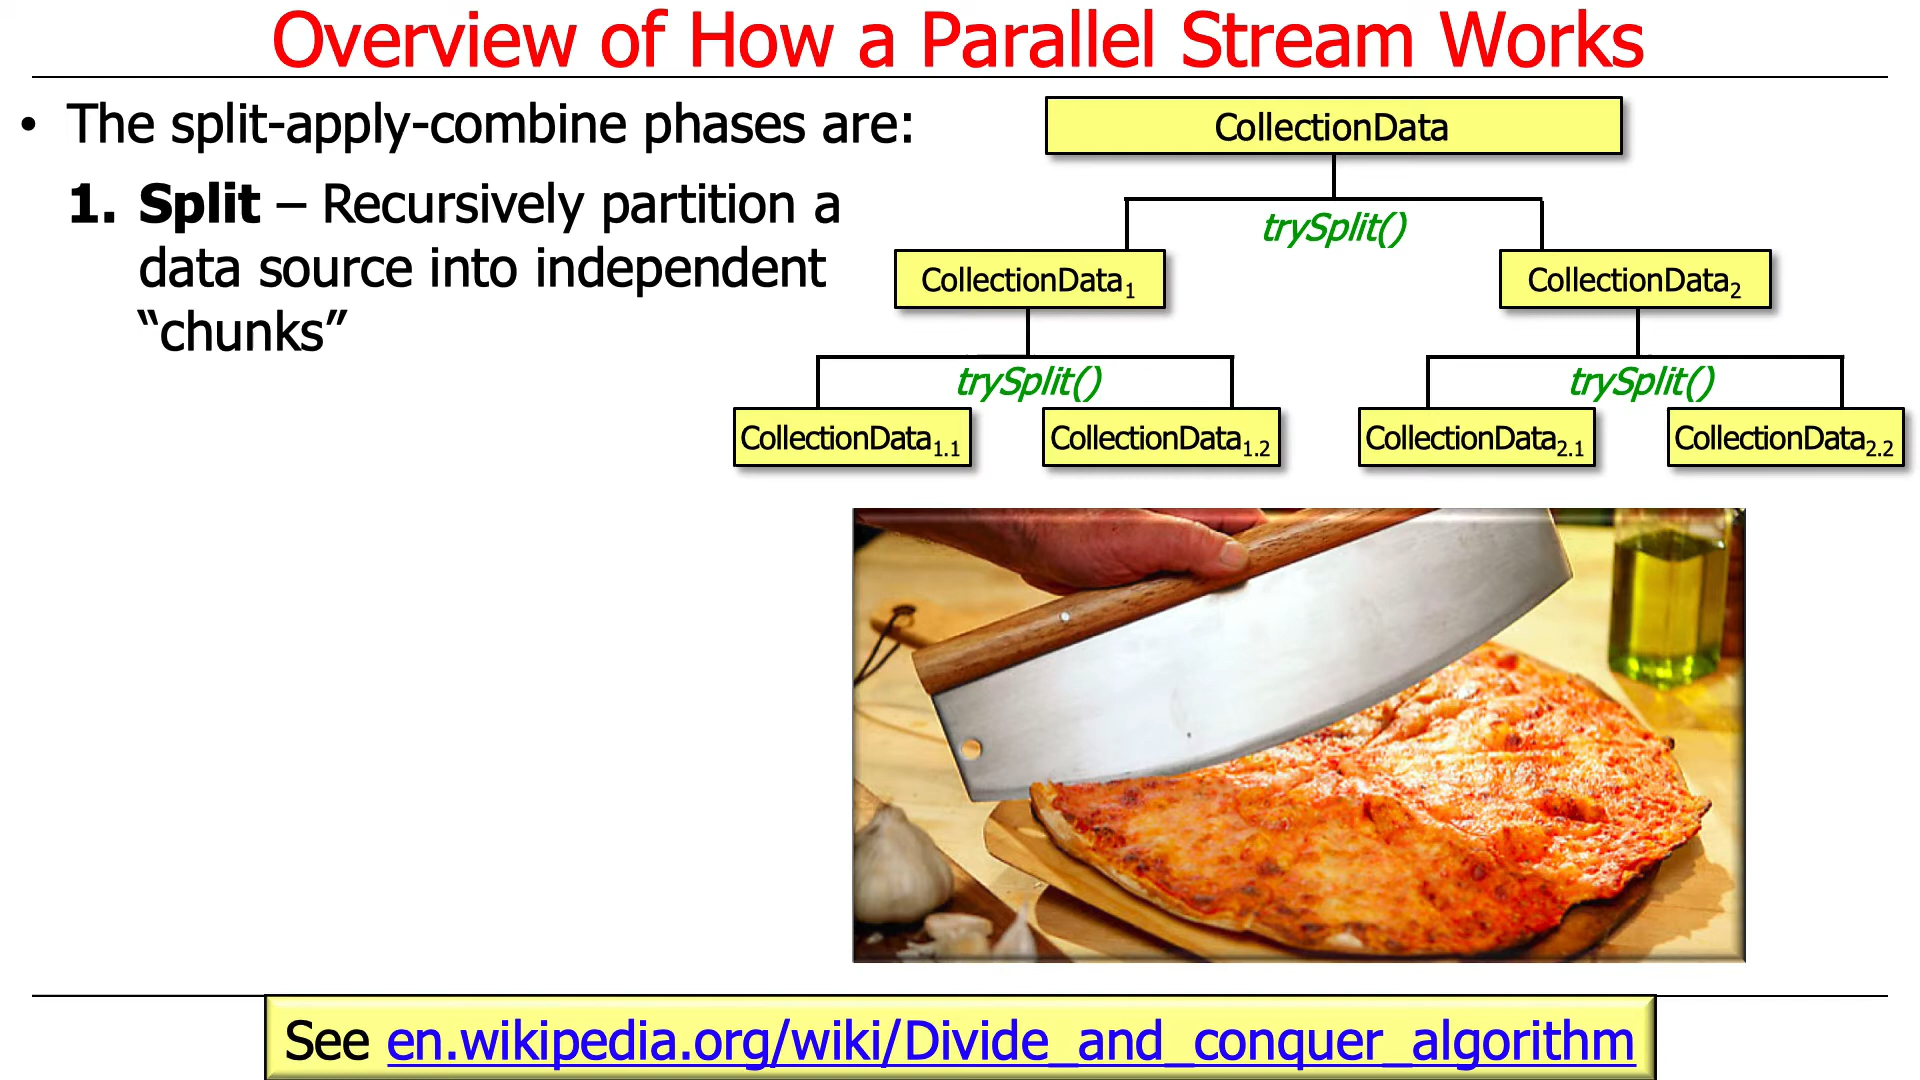 Overview of How a Parallel Stream Works
• The split-apply-combine phases are:
1. Split – Recursively partition a
data source into independent
“chunks”
CollectionData
trySplit()
CollectionData1
CollectionData2
trySplit()
trySplit()
CollectionData1.1
CollectionData1.2
CollectionData2.1
CollectionData2.2
See en.wikipedia.org/wiki/Divide_and_conquer_algorithm